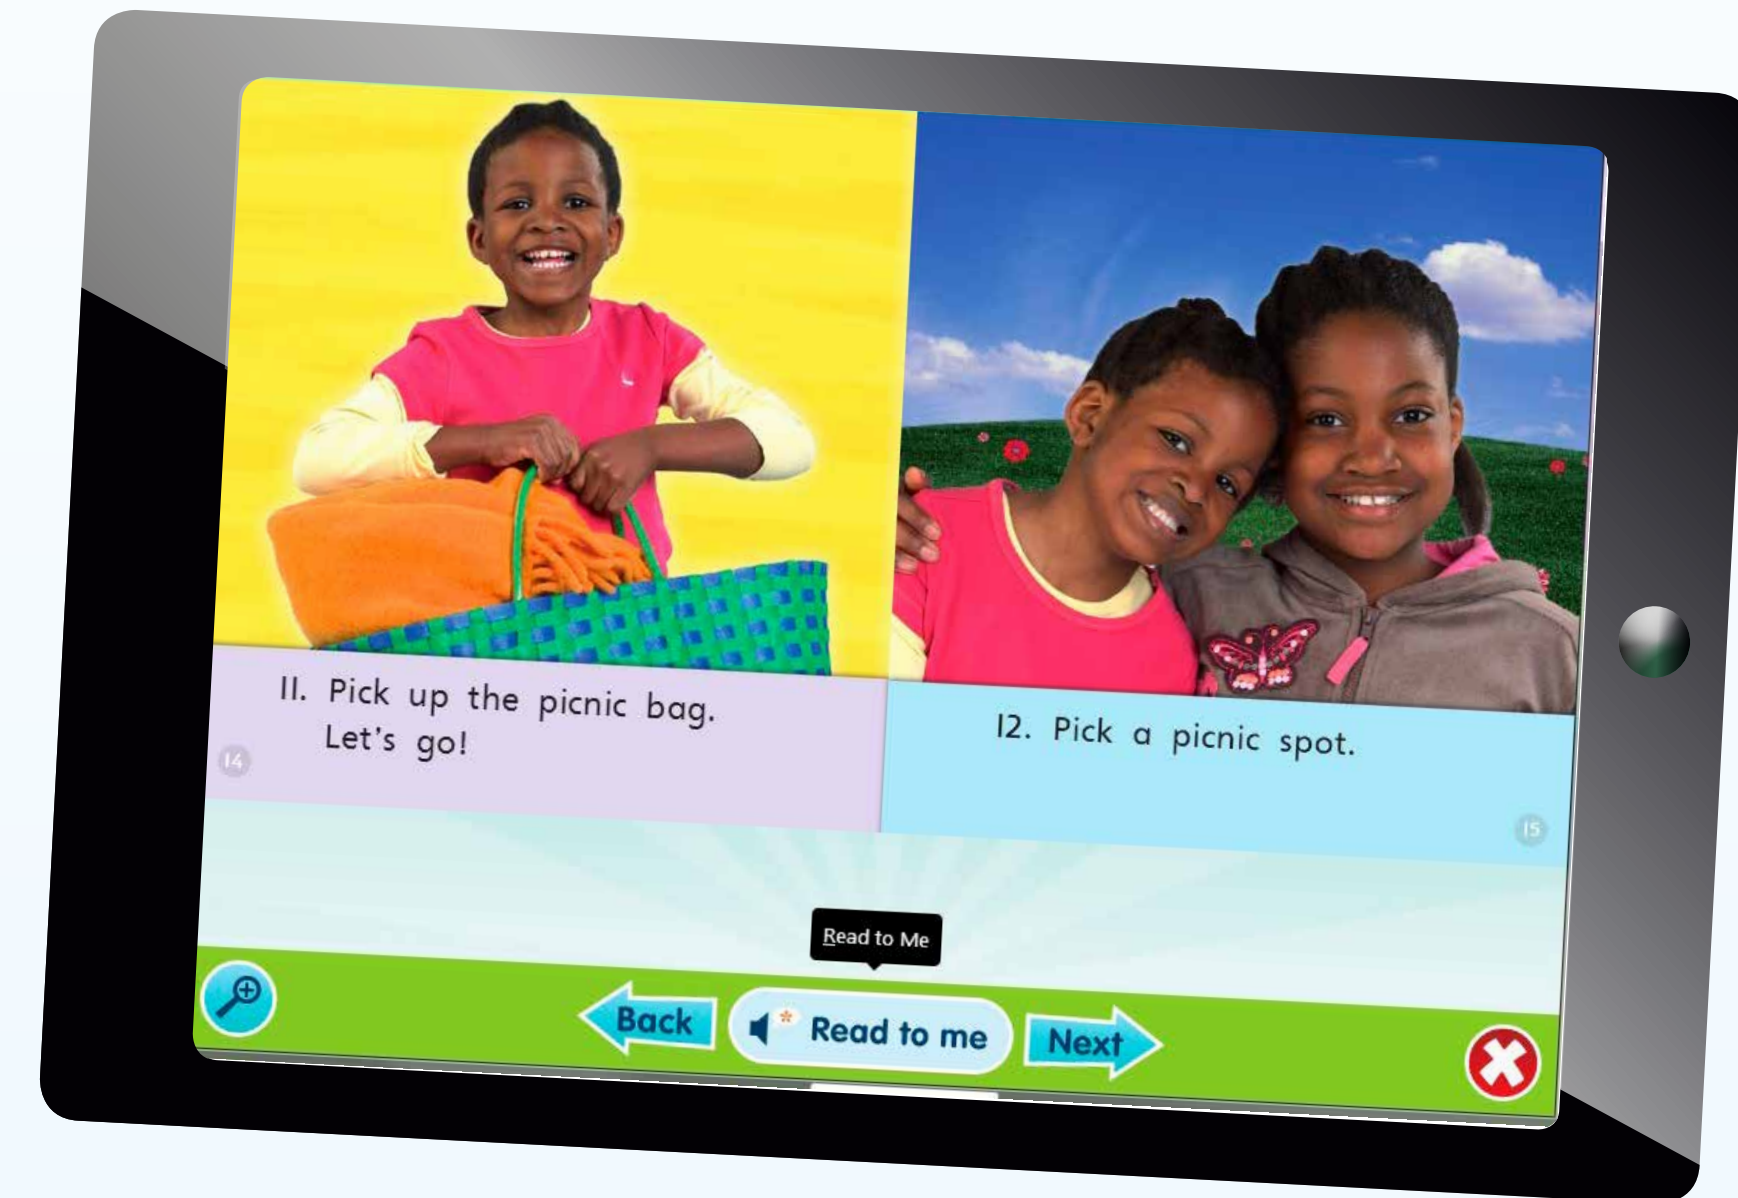 11. Pick up the picnic bag.
Let's go!
14
12. Pick a picnic spot.
15
Read to Me
Back
Read to me
Next